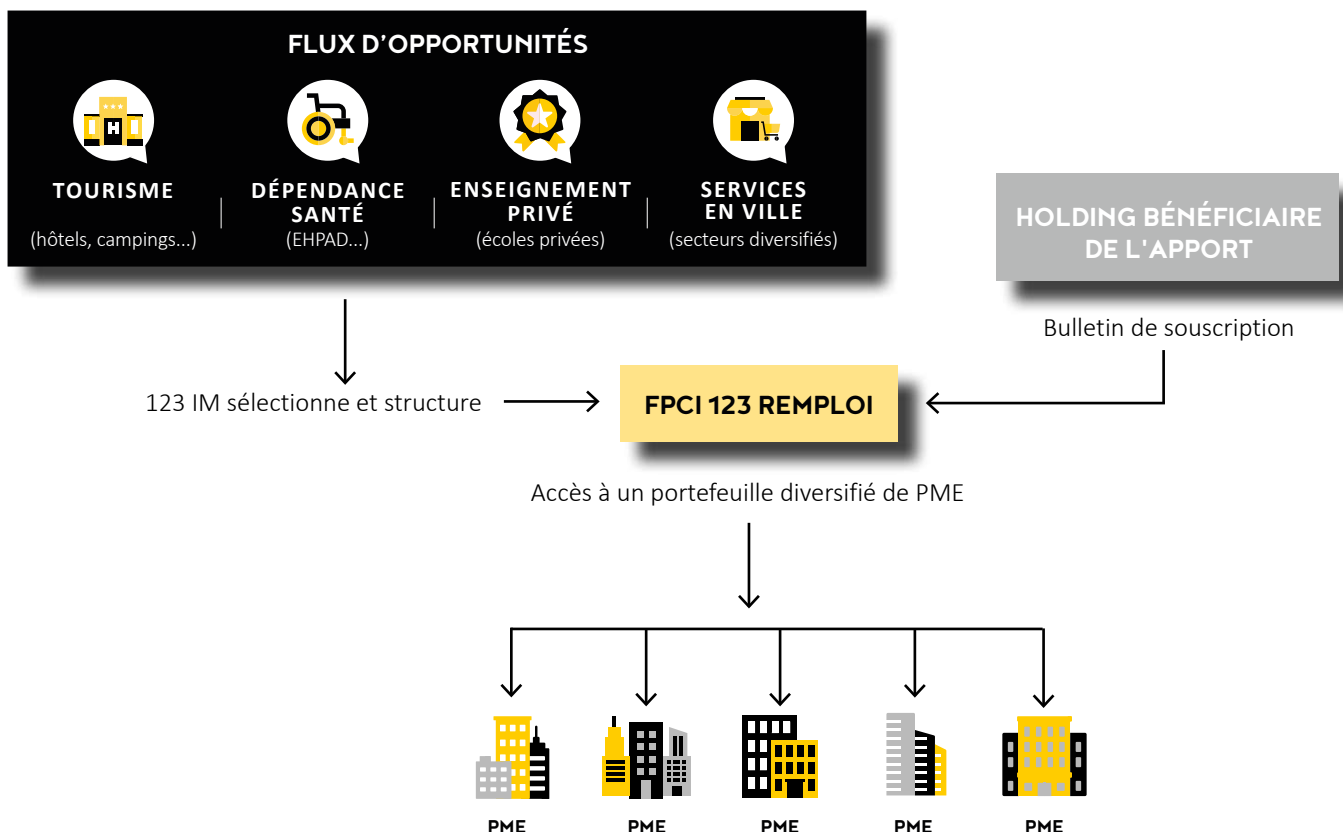 FLUX D'OPPORTUNITÉS
H
TOURISME
(hôtels, campings...)
DÉPENDANCE
SANTÉ
(EHPAD...)
ENSEIGNEMENT
PRIVÉ
(écoles privées)
SERVICES
EN VILLE
(secteurs diversifiés)
HOLDING BÉNÉFICIAIRE
DE L'APPORT
Bulletin de souscription
123 IM sélectionne et structure
FPCI 123 REMPLOI
Accès à un portefeuille diversifié de PME
PME
PME
PME
PME
PME